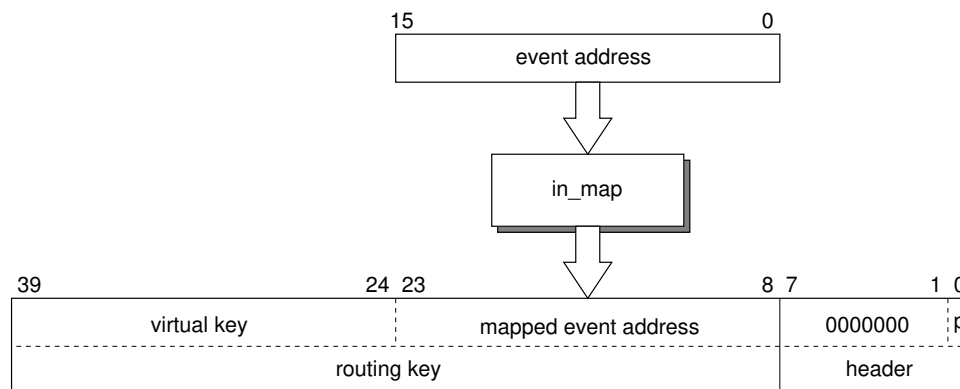 15 0
event address
in_map
39 24 23 8 7 1 0
virtual key mapped event address 0000000 p
routing key header